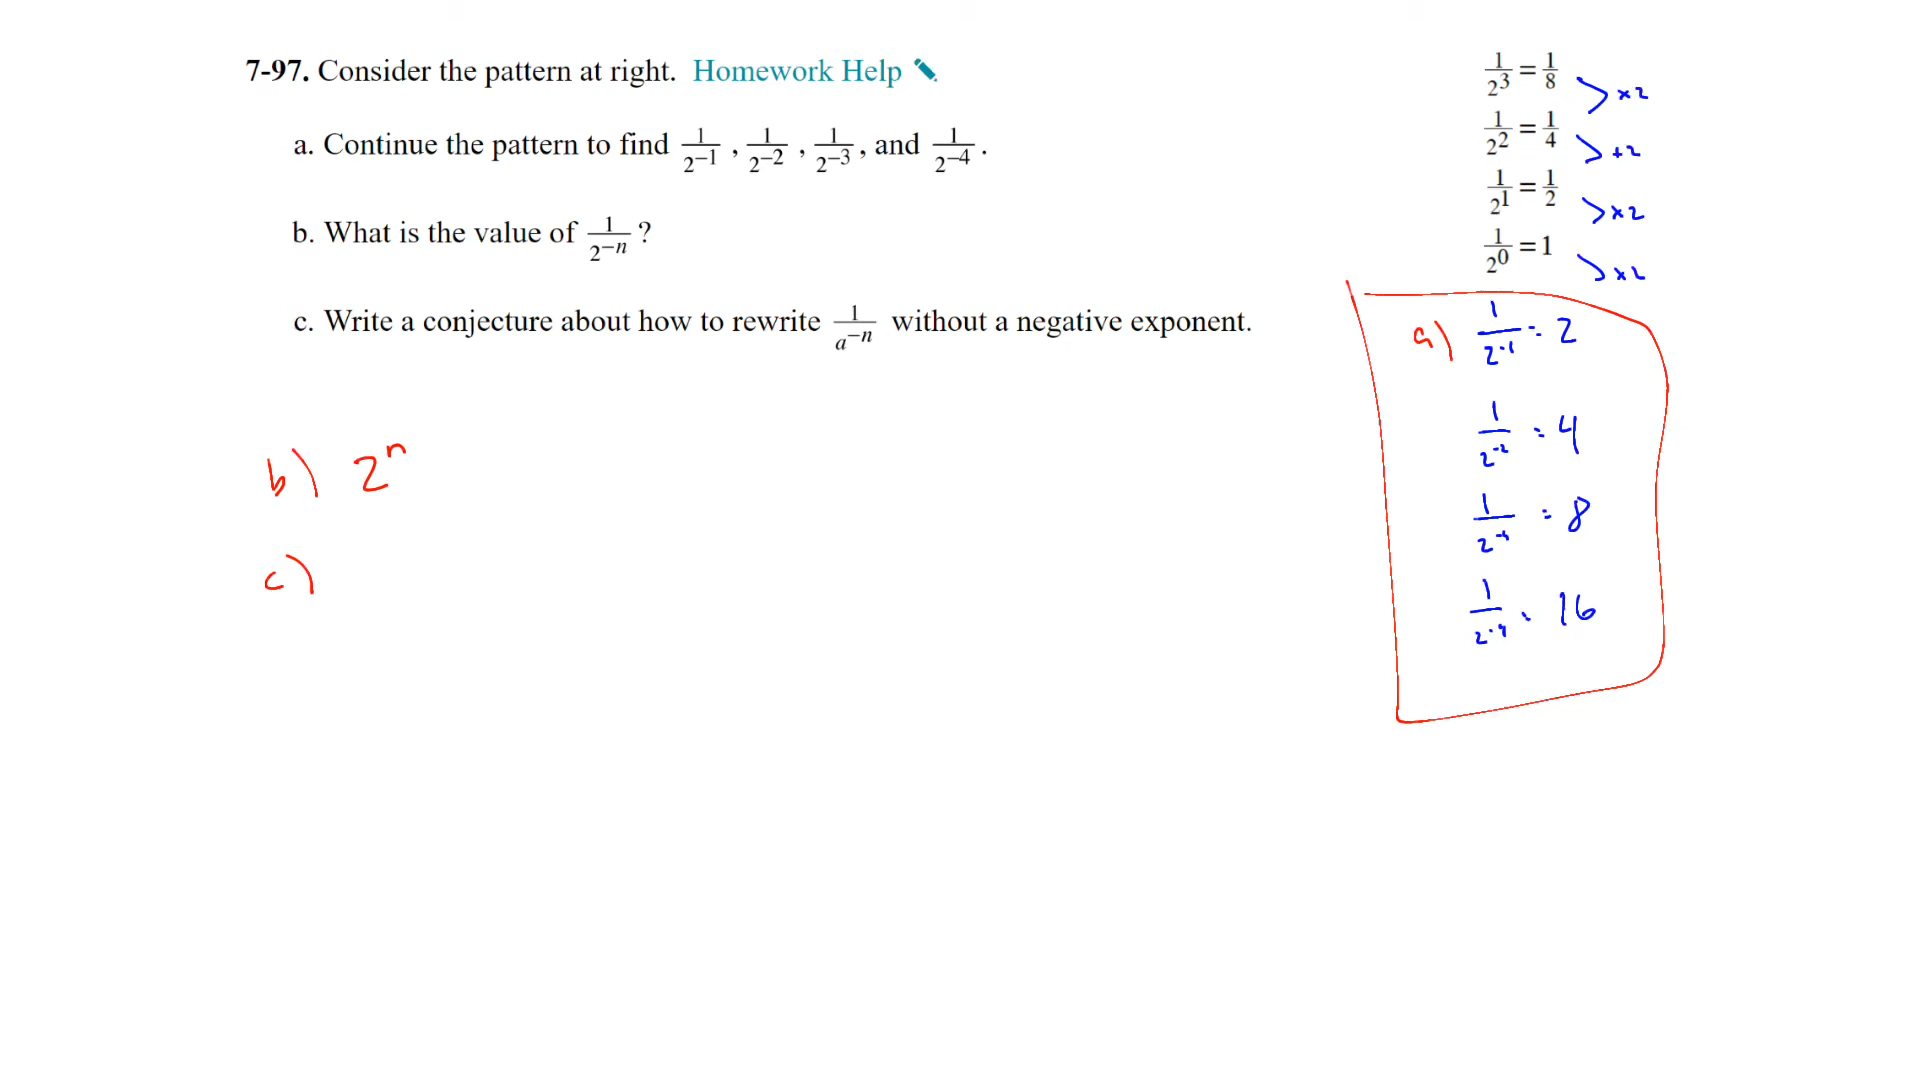 7-97. Consider the pattern at right. Homework Help
a. Continue the pattern to find 1/2^−1, 1/2^−2, 1/2^−3, and 1/2^−4.
b. What is the value of 1/2^−n?
c. Write a conjecture about how to rewrite 1/a^−n without a negative exponent.
1/2^3 = 1/8 >×2
1/2^2 = 1/4 >+2
1/2^1 = 1/2 >×2
1/2^0 = 1 >×2
a) 1/2^-1 = 2
1/2^-2 = 4
1/2 = 8
1/2^-4 = 16
b) 2^n
c)